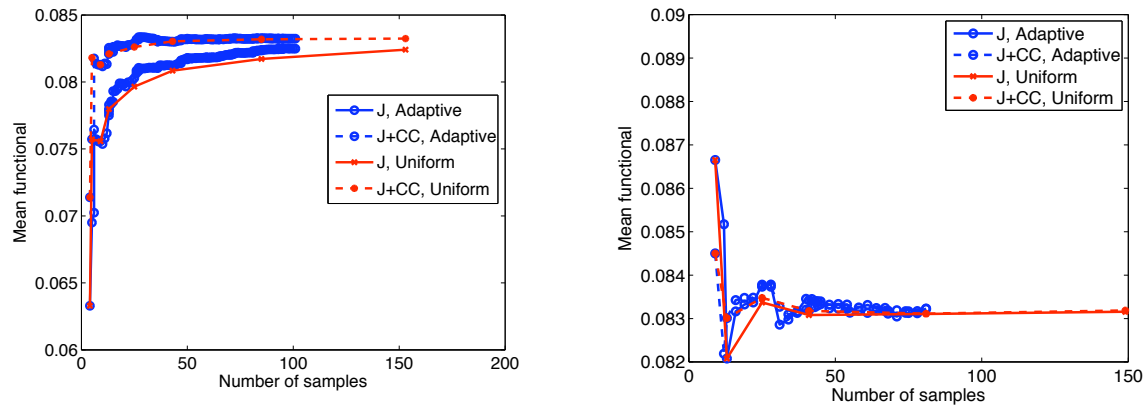 0.085
0.08
0.075
0.07
0.065
0.06
0
50
100
150
200
Mean functional
Number of samples
J, Adaptive
J+CC, Adaptive
J, Uniform
J+CC, Uniform
0.09
0.089
0.088
0.087
0.086
0.085
0.084
0.083
0.082
0
50
100
150
Mean functional
Number of samples
J, Adaptive
J+CC, Adaptive
J, Uniform
J+CC, Uniform